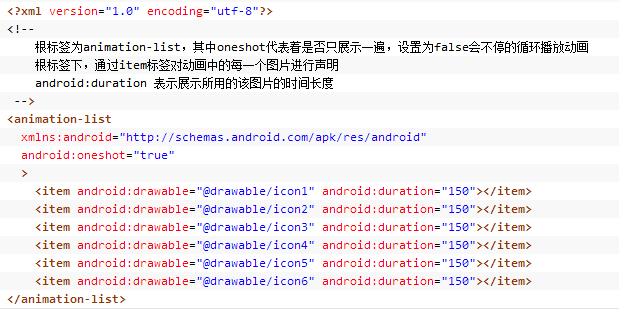 <?xml version="1.0" encoding="utf-8"?>
<!--
根标签为animation-list，其中oneshot代表着是否只展示一遍，设置为false会不停的循环播放动画
根标签下，通过item标签对动画中的每一个图片进行声明
android:duration 表示展示所用的该图片的时间长度
-->
<animation-list
xmlns:android="http://schemas.android.com/apk/res/android"
android:oneshot="true"
>
<item android:drawable="@drawable/icon1" android:duration="150"></item>
<item android:drawable="@drawable/icon2" android:duration="150"></item>
<item android:drawable="@drawable/icon3" android:duration="150"></item>
<item android:drawable="@drawable/icon4" android:duration="150"></item>
<item android:drawable="@drawable/icon5" android:duration="150"></item>
<item android:drawable="@drawable/icon6" android:duration="150"></item>
</animation-list>